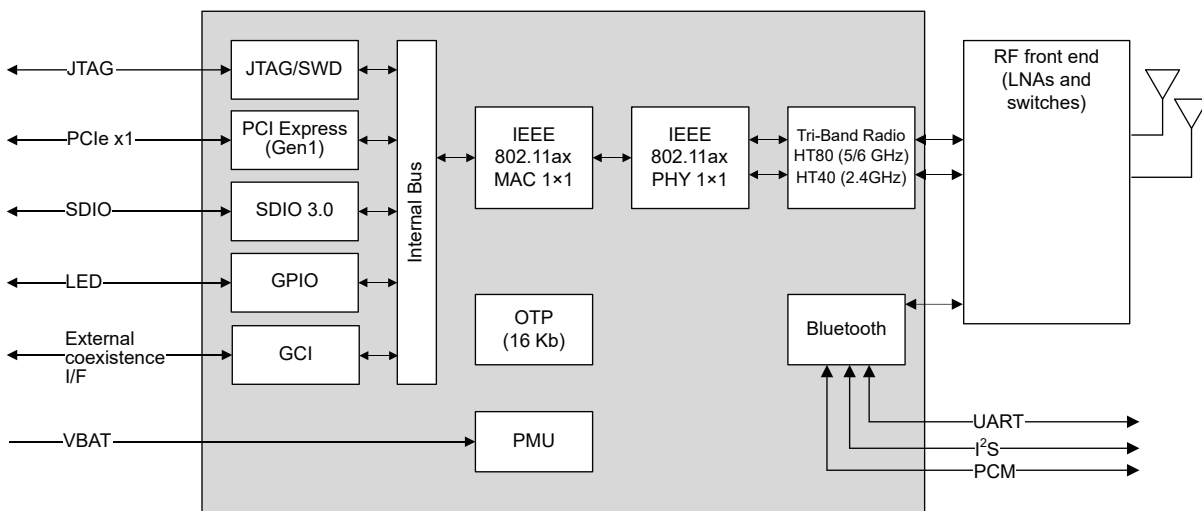 JTAG
PCIe x1
SDIO
LED
External
coexistence
I/F
VBAT
JTAG/SWD
PCI Express
(Gen1)
SDIO 3.0
GPIO
GCI
Internal Bus
IEEE
802.11ax
MAC 1×1
IEEE
802.11ax
PHY 1×1
Tri-Band Radio
HT80 (5/6 GHz)
HT40 (2.4GHz)
RF front end
(LNAs and
switches)
OTP
(16 Kb)
Bluetooth
PMU
UART
I²S
PCM